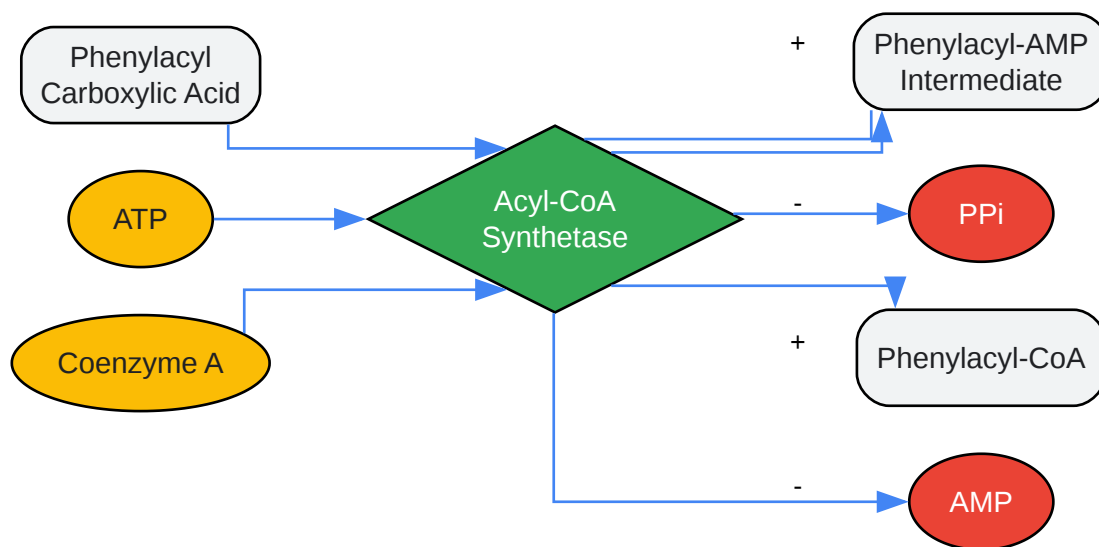 Phenylacyl
Carboxylic Acid
+
Phenylacyl-AMP
Intermediate
ATP
Acyl-CoA
Synthetase
-
PPi
Coenzyme A
+
Phenylacyl-CoA
-
AMP